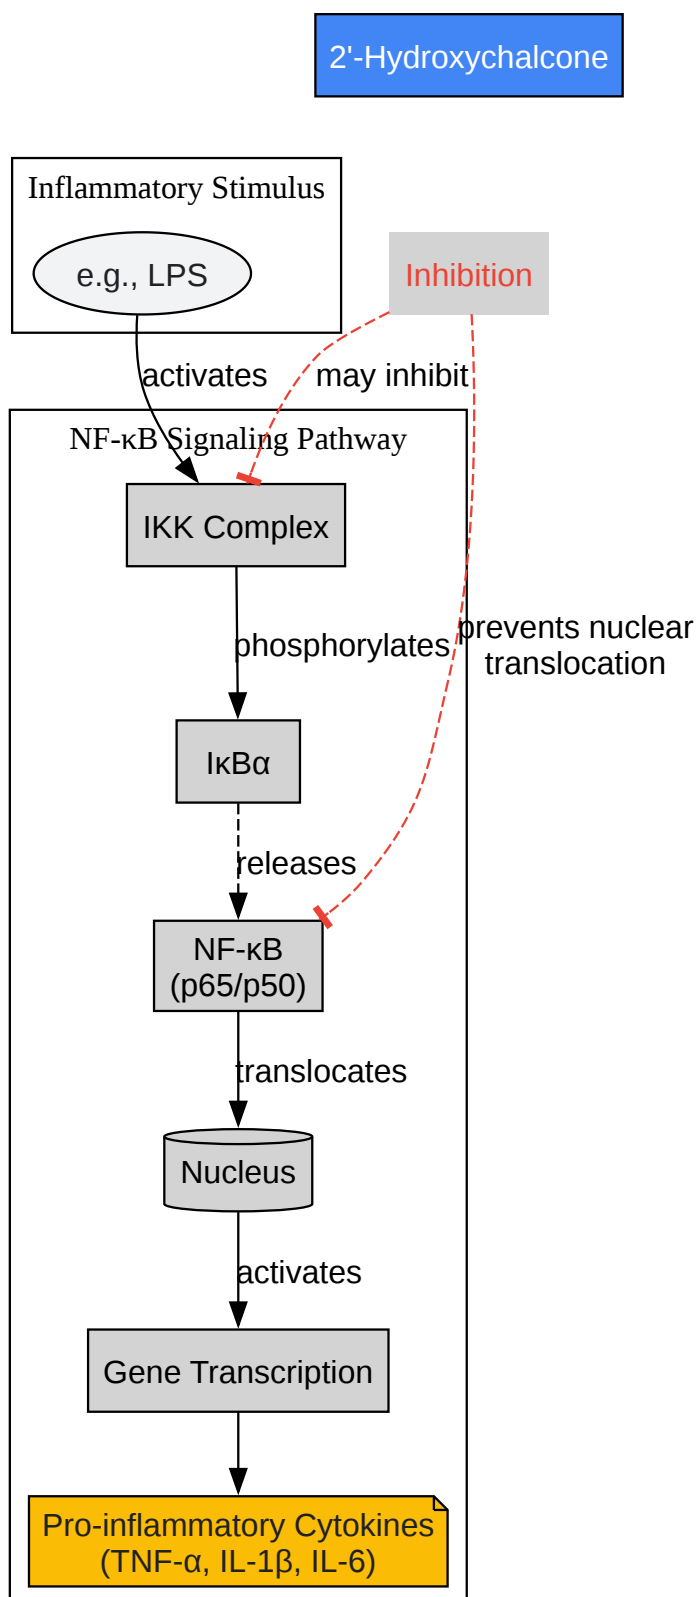 2'-Hydroxychalcone
Inflammatory Stimulus
e.g., LPS
Inhibition
activates
may inhibit
NF-κB Signaling Pathway
IKK Complex
phosphorylates
prevents nuclear
translocation
IκBα
releases
NF-κB
(p65/p50)
translocates
Nucleus
activates
Gene Transcription
Pro-inflammatory Cytokines
(TNF-α, IL-1β, IL-6)